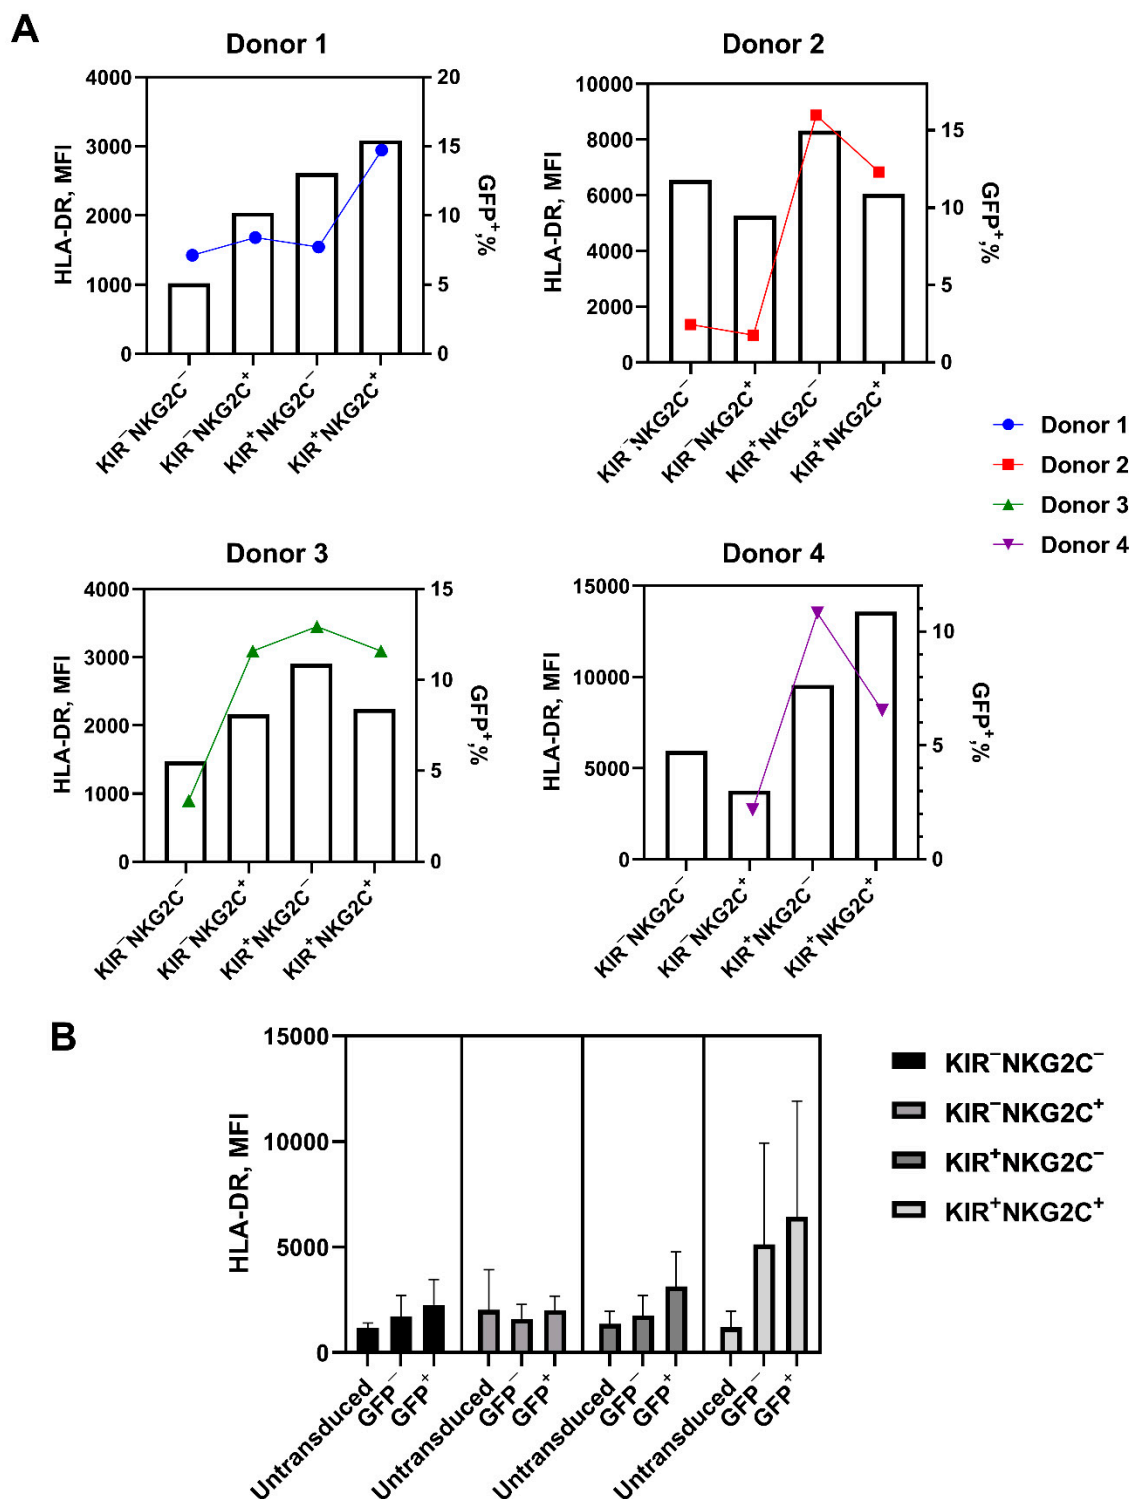 A
Donor 1
4000
3000
2000
1000
0
HLA-DR, MFI
20
15
10
5
0
GFP⁺,%
KIR⁻NKG2C⁻
KIR⁻NKG2C⁺
KIR⁺NKG2C⁻
KIR⁺NKG2C⁺
Donor 2
10000
8000
6000
4000
2000
0
HLA-DR, MFI
15
10
5
0
GFP⁺,%
KIR⁻NKG2C⁻
KIR⁻NKG2C⁺
KIR⁺NKG2C⁻
KIR⁺NKG2C⁺
Donor 1
Donor 2
Donor 3
Donor 4
Donor 3
4000
3000
2000
1000
0
HLA-DR, MFI
15
10
5
0
GFP⁺,%
KIR⁻NKG2C⁻
KIR⁻NKG2C⁺
KIR⁺NKG2C⁻
KIR⁺NKG2C⁺
Donor 4
15000
10000
5000
0
HLA-DR, MFI
10
5
0
GFP⁺,%
KIR⁻NKG2C⁻
KIR⁻NKG2C⁺
KIR⁺NKG2C⁻
KIR⁺NKG2C⁺
B
15000
10000
5000
0
HLA-DR, MFI
Untransduced
GFP⁻
GFP⁺
Untransduced
GFP⁻
GFP⁺
Untransduced
GFP⁻
GFP⁺
Untransduced
GFP⁻
GFP⁺
KIR⁻NKG2C⁻
KIR⁻NKG2C⁺
KIR⁺NKG2C⁻
KIR⁺NKG2C⁺